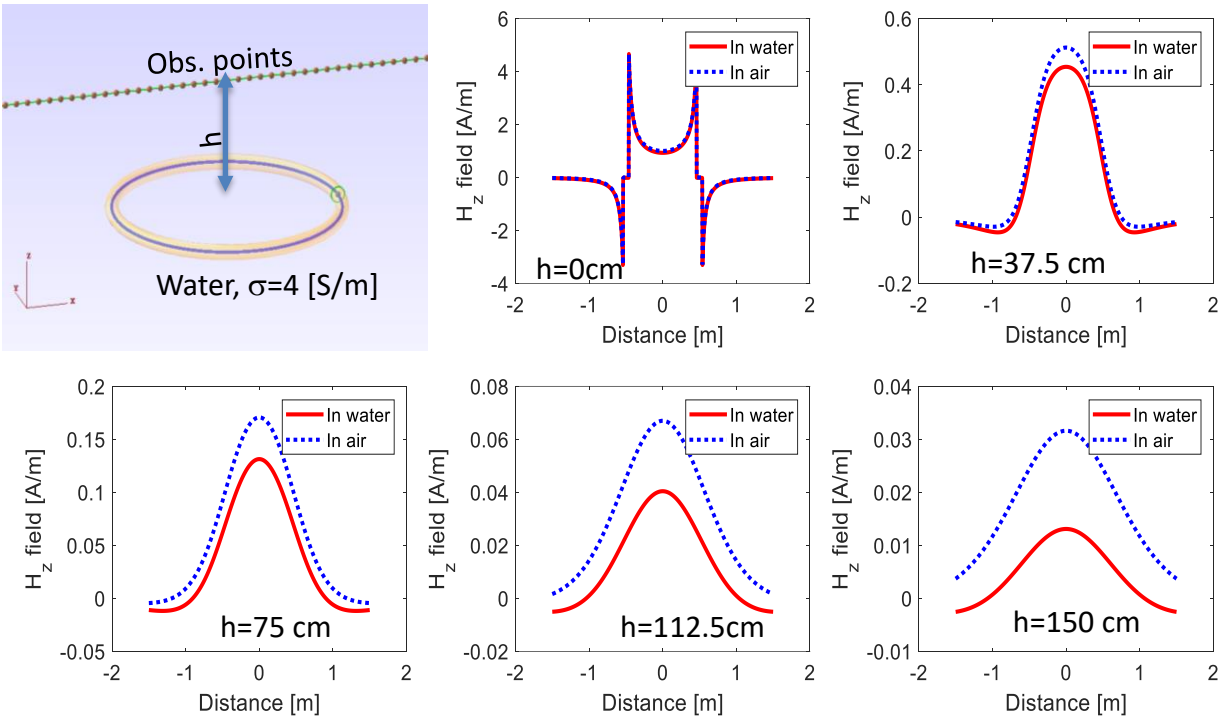 Obs. points
h
Water, σ=4 [S/m]
z
Y
x
6
4
2
0
-2
-4
-2
-1
0
1
2
H_z field [A/m]
Distance [m]
In water
In air
h=0cm
0.6
0.4
0.2
0
-0.2
-2
-1
0
1
2
H_z field [A/m]
Distance [m]
In water
In air
h=37.5 cm
0.2
0.15
0.1
0.05
0
-0.05
-2
-1
0
1
2
H_z field [A/m]
Distance [m]
In water
In air
h=75 cm
0.08
0.06
0.04
0.02
0
-0.02
-2
-1
0
1
2
H_z field [A/m]
Distance [m]
In water
In air
h=112.5cm
0.04
0.03
0.02
0.01
0
-0.01
-2
-1
0
1
2
H_z field [A/m]
Distance [m]
In water
In air
h=150 cm